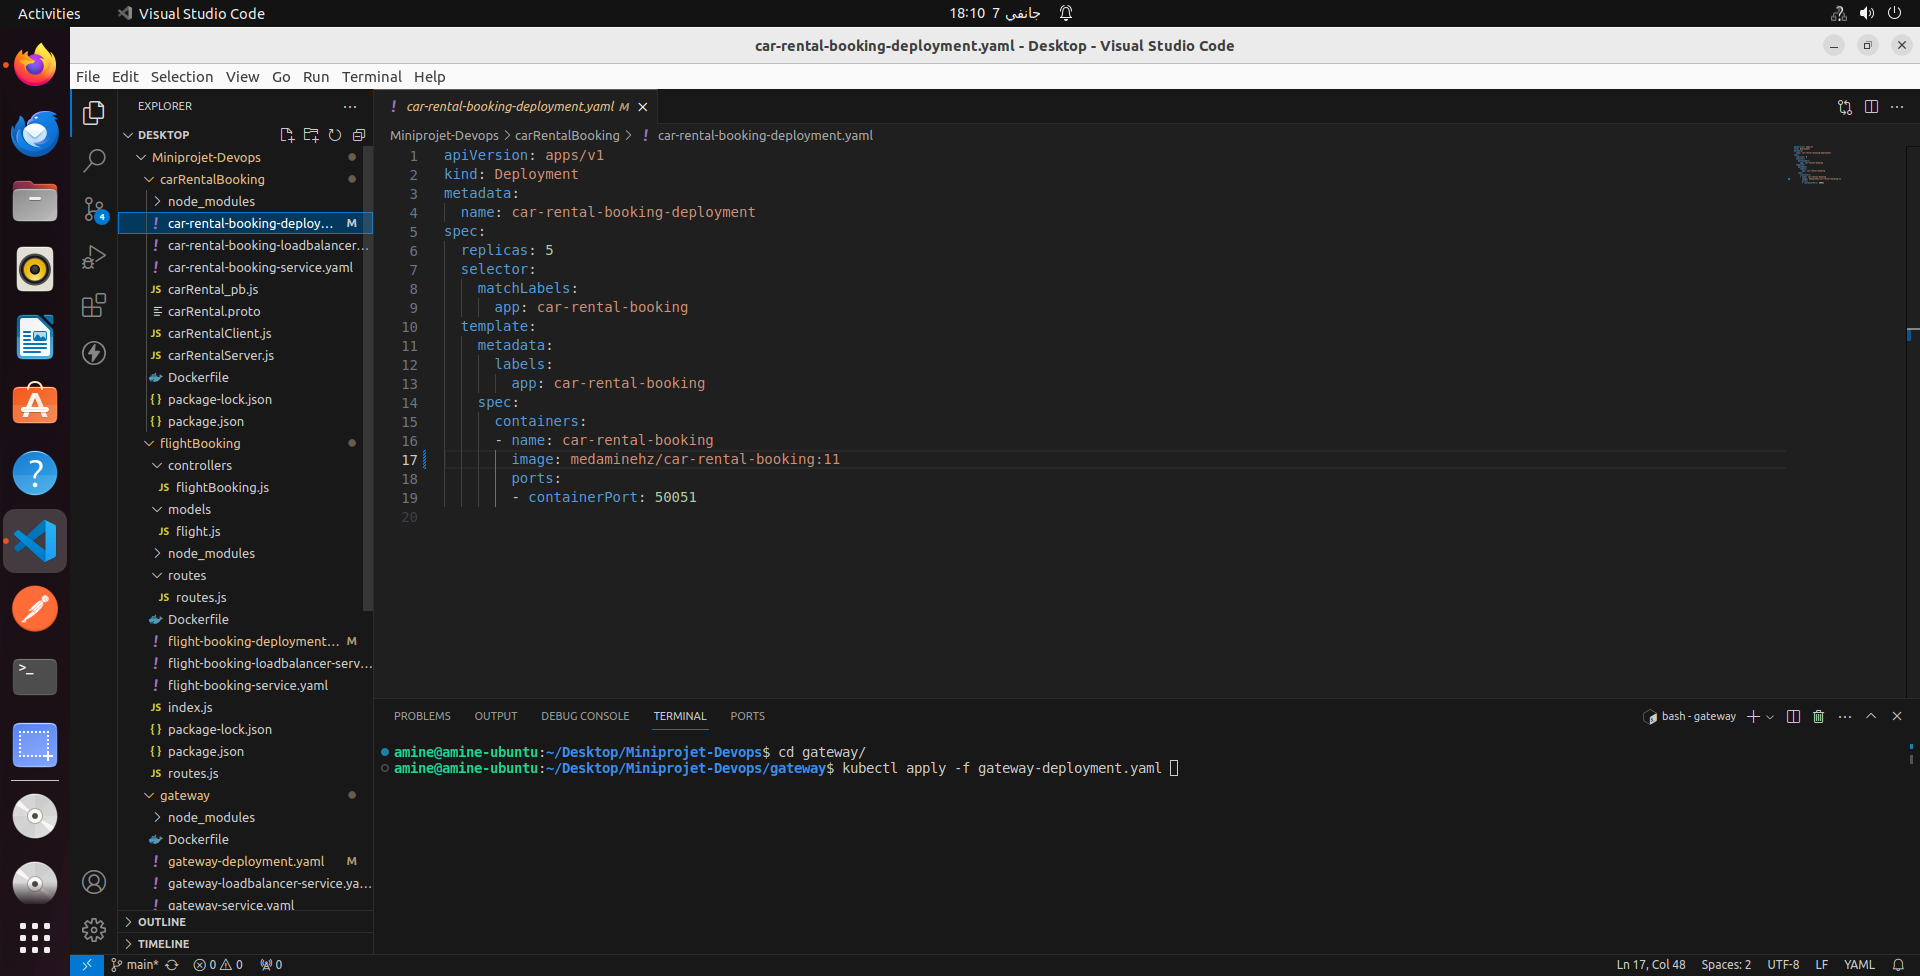 Activities
Visual Studio Code
18:10 7 جانفي
car-rental-booking-deployment.yaml - Desktop - Visual Studio Code
File Edit Selection View Go Run Terminal Help
EXPLORER
DESKTOP
Miniprojet-Devops
carRentalBooking
node_modules
! car-rental-booking-deploy... M
! car-rental-booking-loadbalancer...
! car-rental-booking-service.yaml
JS carRental_pb.js
carRental.proto
JS carRentalClient.js
JS carRentalServer.js
Dockerfile
{} package-lock.json
{} package.json
flightBooking
controllers
JS flightBooking.js
models
JS flight.js
node_modules
routes
JS routes.js
Dockerfile
! flight-booking-deployment... M
! flight-booking-loadbalancer-serv...
! flight-booking-service.yaml
JS index.js
{} package-lock.json
{} package.json
JS routes.js
gateway
node_modules
Dockerfile
! gateway-deployment.yaml M
! gateway-loadbalancer-service.ya...
! gateway-service.yaml
OUTLINE
TIMELINE
4
! car-rental-booking-deployment.yaml M
Miniprojet-Devops > carRentalBooking > ! car-rental-booking-deployment.yaml
1 apiVersion: apps/v1
2 kind: Deployment
3 metadata:
4 name: car-rental-booking-deployment
5 spec:
6 replicas: 5
7 selector:
8 matchLabels:
9 app: car-rental-booking
10 template:
11 metadata:
12 labels:
13 app: car-rental-booking
14 spec:
15 containers:
16 - name: car-rental-booking
17 image: medaminehz/car-rental-booking:11
18 ports:
19 - containerPort: 50051
20
PROBLEMS OUTPUT DEBUG CONSOLE TERMINAL PORTS
bash - gateway
amine@amine-ubuntu:~/Desktop/Miniprojet-Devops$ cd gateway/
amine@amine-ubuntu:~/Desktop/Miniprojet-Devops/gateway$ kubectl apply -f gateway-deployment.yaml
main* 0 0 0
Ln 17, Col 48 Spaces: 2 UTF-8 LF YAML